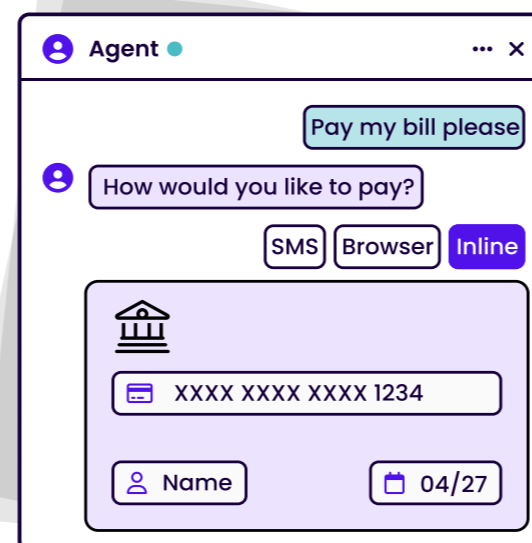 Agent
Pay my bill please
How would you like to pay?
SMS Browser Inline
XXXX XXXX XXXX 1234
Name 04/27